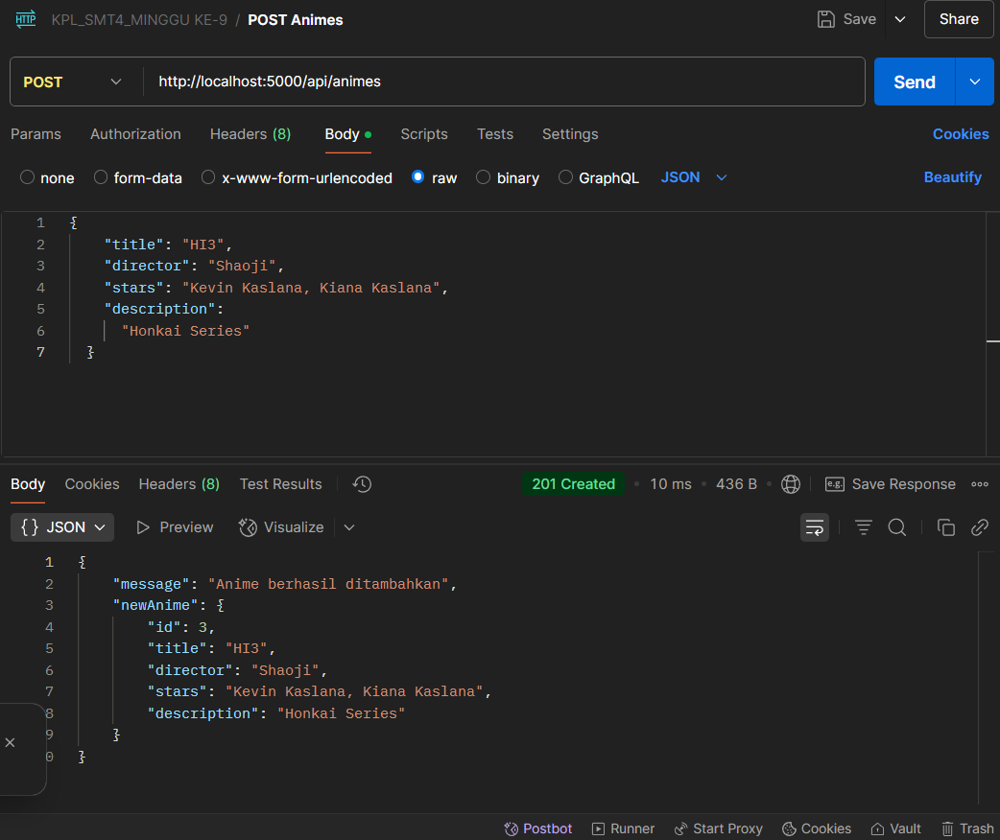 HTTP KPL_SMT4_MINGGU KE-9 / POST Animes Save Share
POST http://localhost:5000/api/animes Send
Params Authorization Headers (8) Body Scripts Tests Settings Cookies
none form-data x-www-form-urlencoded raw binary GraphQL JSON Beautify
1 {
2 "title": "HI3",
3 "director": "Shaoji",
4 "stars": "Kevin Kaslana, Kiana Kaslana",
5 "description":
6 "Honkai Series"
7 }
Body Cookies Headers (8) Test Results 201 Created • 10 ms • 436 B • e.g. Save Response
{} JSON Preview Visualize
1 {
2 "message": "Anime berhasil ditambahkan",
3 "newAnime": {
4 "id": 3,
5 "title": "HI3",
6 "director": "Shaoji",
7 "stars": "Kevin Kaslana, Kiana Kaslana",
8 "description": "Honkai Series"
9 }
0 }
Postbot Runner Start Proxy Cookies Vault Trash